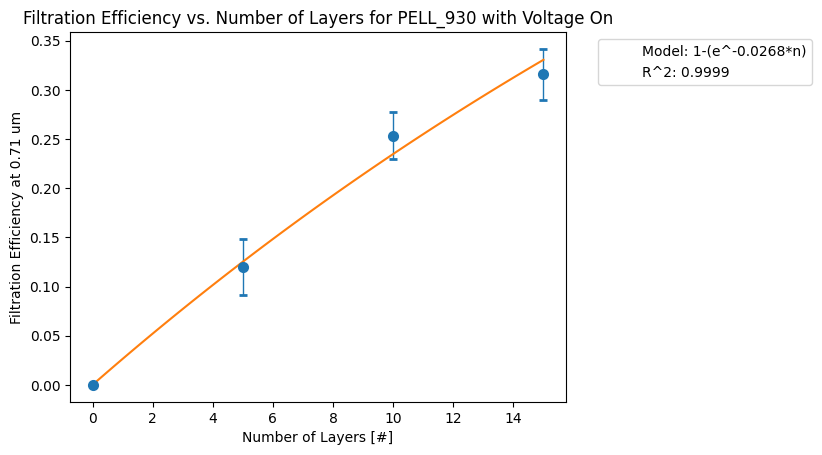 Filtration Efficiency vs. Number of Layers for PELL_930 with Voltage On
Model: 1-(e^-0.0268*n)
R^2: 0.9999
Filtration Efficiency at 0.71 um
0.35
0.30
0.25
0.20
0.15
0.10
0.05
0.00
0 2 4 6 8 10 12 14
Number of Layers [#]